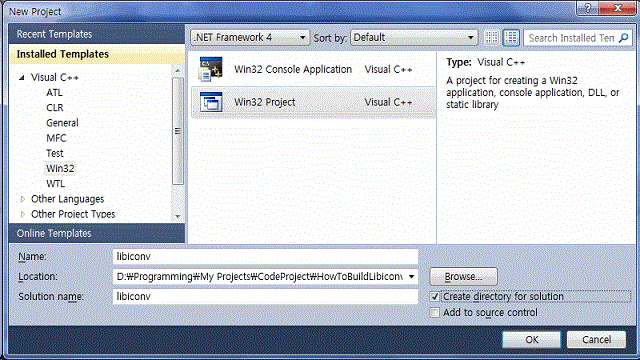 New Project
Recent Templates
.NET Framework 4
Sort by: Default
Search Installed Tem
Installed Templates
Visual C++
ATL
CLR
General
MFC
Test
Win32
WTL
Other Languages
Other Project Types
Online Templates
Win32 Console Application Visual C++
Win32 Project Visual C++
Type: Visual C++
A project for creating a Win32
application, console application, DLL, or
static library
Name: libiconv
Location: D:₩Programming₩My Projects₩CodeProject₩HowToBuildLibiconv
Browse...
Solution name: libiconv
Create directory for solution
Add to source control
OK Cancel